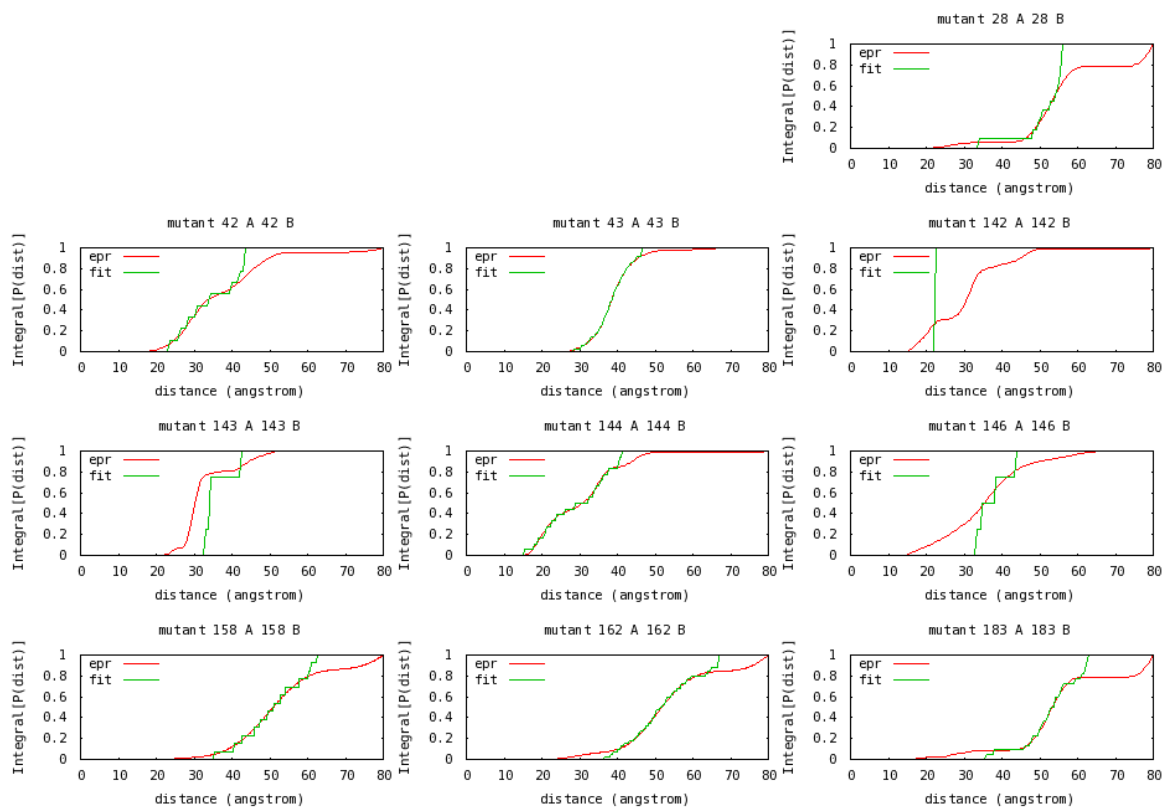 mutant 28 A 28 B
Integral[P(dist)]
1
0.8
0.6
0.4
0.2
0
epr
fit
0 10 20 30 40 50 60 70 80
distance (angstrom)
mutant 42 A 42 B
Integral[P(dist)]
1
0.8
0.6
0.4
0.2
0
epr
fit
0 10 20 30 40 50 60 70 80
distance (angstrom)
mutant 43 A 43 B
Integral[P(dist)]
1
0.8
0.6
0.4
0.2
0
epr
fit
0 10 20 30 40 50 60 70 80
distance (angstrom)
mutant 142 A 142 B
Integral[P(dist)]
1
0.8
0.6
0.4
0.2
0
epr
fit
0 10 20 30 40 50 60 70 80
distance (angstrom)
mutant 143 A 143 B
Integral[P(dist)]
1
0.8
0.6
0.4
0.2
0
epr
fit
0 10 20 30 40 50 60 70 80
distance (angstrom)
mutant 144 A 144 B
Integral[P(dist)]
1
0.8
0.6
0.4
0.2
0
epr
fit
0 10 20 30 40 50 60 70 80
distance (angstrom)
mutant 146 A 146 B
Integral[P(dist)]
1
0.8
0.6
0.4
0.2
0
epr
fit
0 10 20 30 40 50 60 70 80
distance (angstrom)
mutant 158 A 158 B
Integral[P(dist)]
1
0.8
0.6
0.4
0.2
0
epr
fit
0 10 20 30 40 50 60 70 80
distance (angstrom)
mutant 162 A 162 B
Integral[P(dist)]
1
0.8
0.6
0.4
0.2
0
epr
fit
0 10 20 30 40 50 60 70 80
distance (angstrom)
mutant 183 A 183 B
Integral[P(dist)]
1
0.8
0.6
0.4
0.2
0
epr
fit
0 10 20 30 40 50 60 70 80
distance (angstrom)